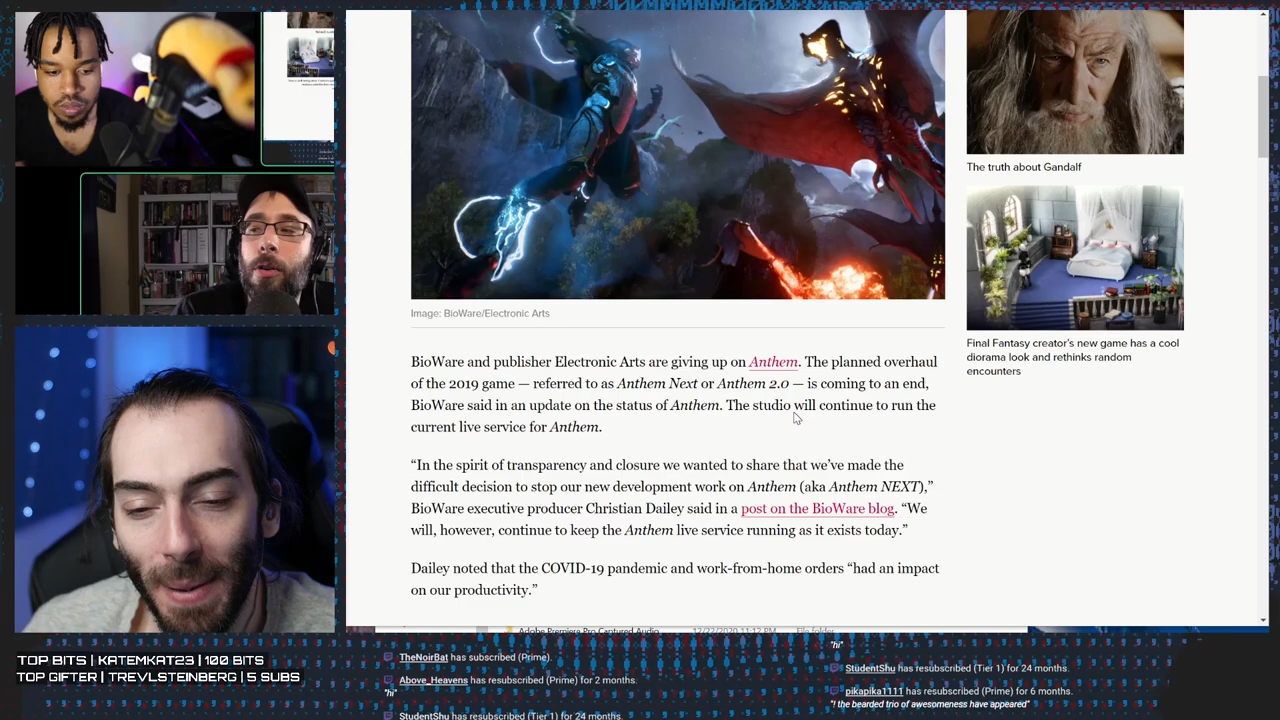 Image: BioWare/Electronic Arts
BioWare and publisher Electronic Arts are giving up on Anthem. The planned overhaul
of the 2019 game — referred to as Anthem Next or Anthem 2.0 — is coming to an end,
BioWare said in an update on the status of Anthem. The studio will continue to run the
current live service for Anthem.
“In the spirit of transparency and closure we wanted to share that we’ve made the
difficult decision to stop our new development work on Anthem (aka Anthem NEXT),”
BioWare executive producer Christian Dailey said in a post on the BioWare blog. “We
will, however, continue to keep the Anthem live service running as it exists today.”
Dailey noted that the COVID-19 pandemic and work-from-home orders “had an impact
on our productivity.”
The truth about Gandalf
Final Fantasy creator’s new game has a cool
diorama look and rethinks random
encounters
Adobe Premiere Pro Captured Audio 12/22/2020 11:12 PM File folder
TOP BITS | KATEMKAT23 | 100 BITS
TOP GIFTER | TREVLSTEINBERG | 5 SUBS
TheNoirBat has subscribed (Prime).
Above_Heavens has resubscribed (Prime) for 2 months.
"hi"
StudentShu has resubscribed (Tier 1) for 24 months.
"hi"
StudentShu has resubscribed (Tier 1) for 24 months.
pikapika1111 has resubscribed (Prime) for 6 months.
"! the bearded trio of awesomeness have appeared"